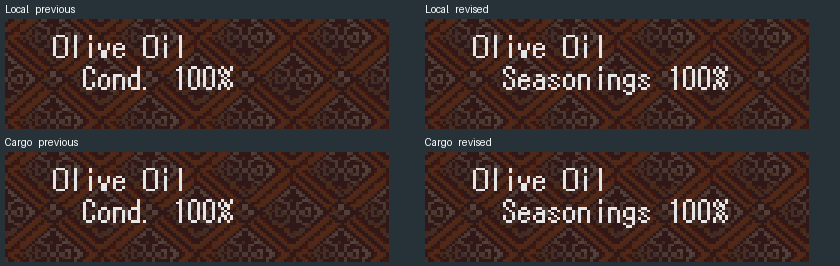 Local previous
Olive Oil
Cond. 100%
Local revised
Olive Oil
Seasonings 100%
Cargo previous
Olive Oil
Cond. 100%
Cargo revised
Olive Oil
Seasonings 100%